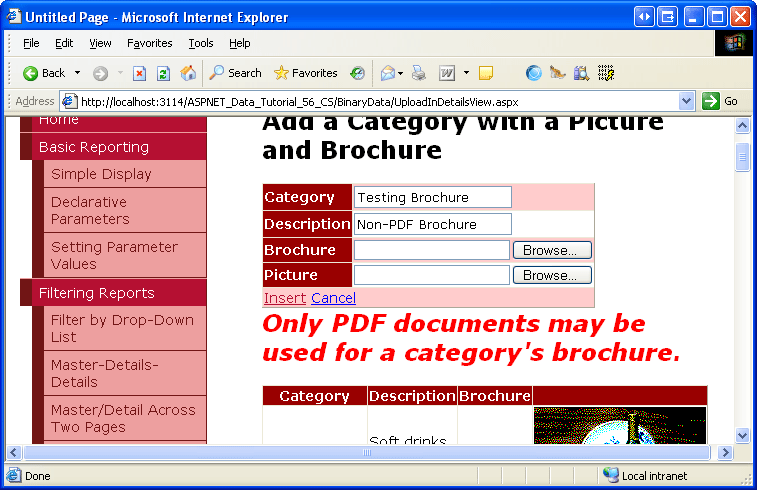 Untitled Page - Microsoft Internet Explorer
File Edit View Favorites Tools Help
Back Search Favorites
Address http://localhost:3114/ASPNET_Data_Tutorial_56_CS/BinaryData/UploadInDetailsView.aspx Go
Home
Basic Reporting
Simple Display
Declarative
Parameters
Setting Parameter
Values
Filtering Reports
Filter by Drop-Down
List
Master-Details-
Details
Master/Detail Across
Two Pages
Add a Category with a Picture
and Brochure
Category Testing Brochure
Description Non-PDF Brochure
Brochure Browse...
Picture Browse...
Insert Cancel
Only PDF documents may be
used for a category's brochure.
Category Description Brochure
Soft drinks
Done Local intranet